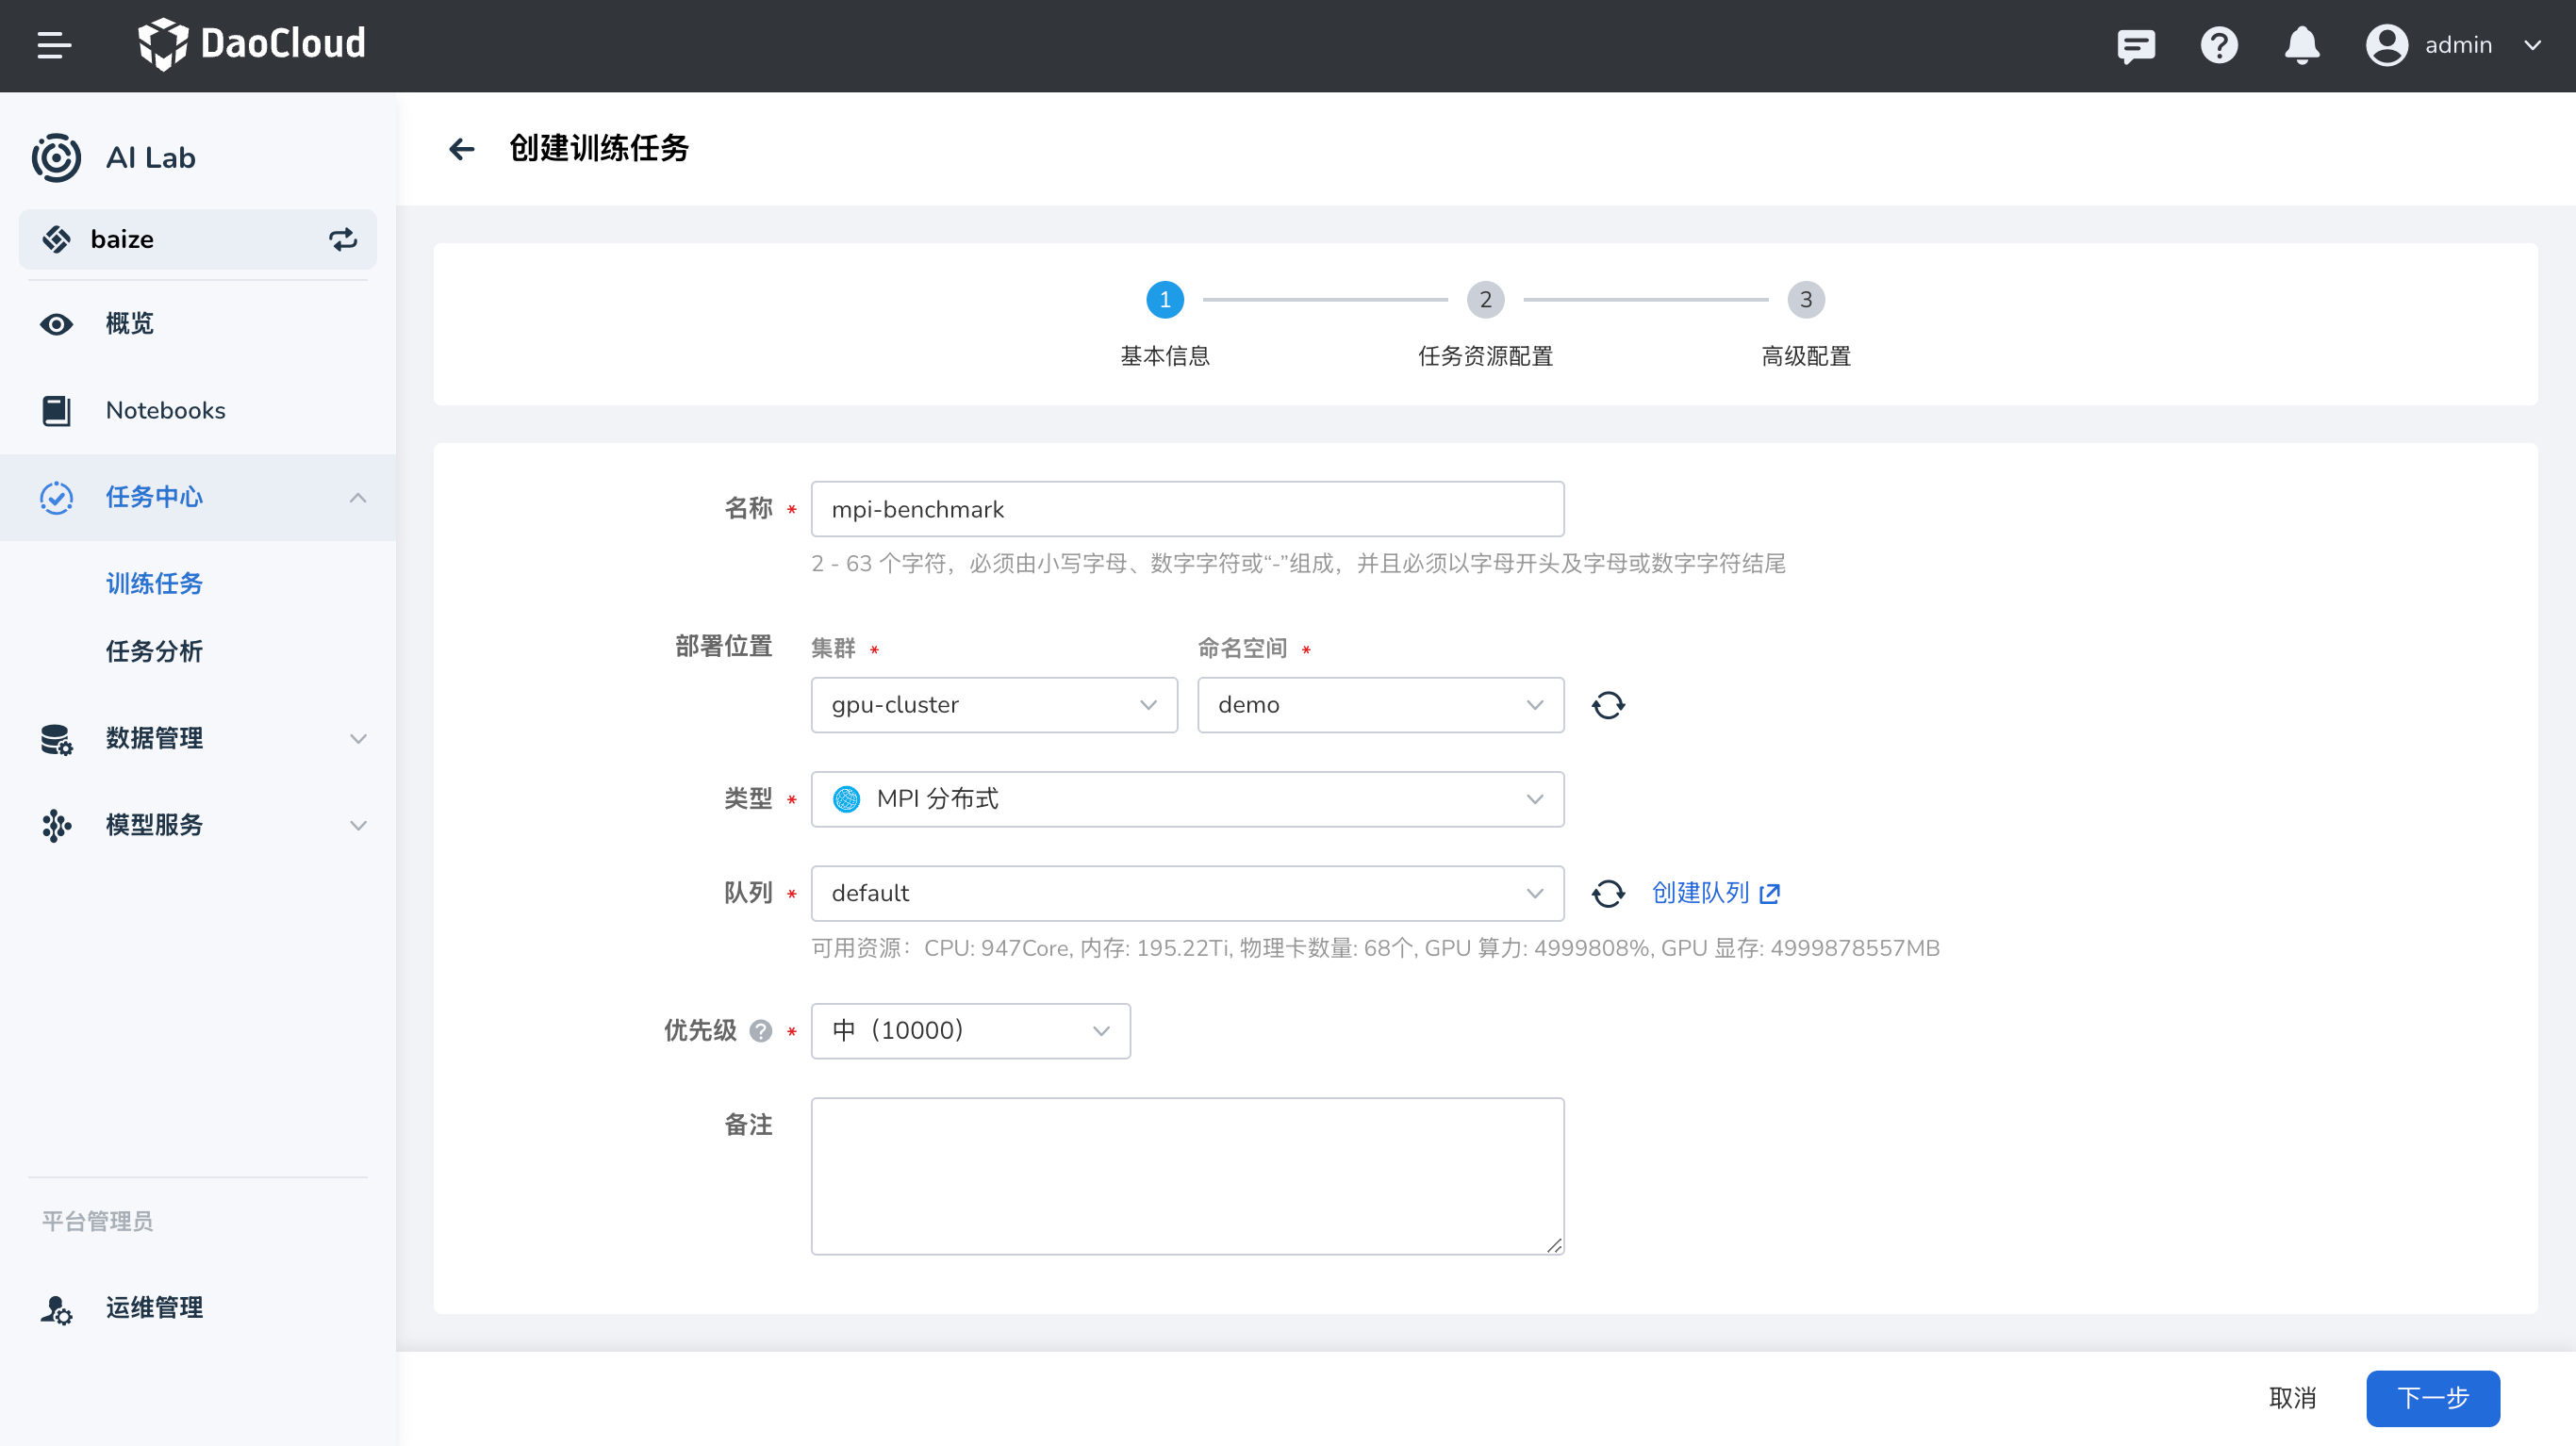 DaoCloud
admin
AI Lab
baize
概览
Notebooks
任务中心
训练任务
任务分析
数据管理
模型服务
平台管理员
运维管理
创建训练任务
1
2
3
基本信息
任务资源配置
高级配置
名称 *
mpi-benchmark
2 - 63 个字符，必须由小写字母、数字字符或“-”组成，并且必须以字母开头及字母或数字字符结尾
部署位置
集群 *
命名空间 *
gpu-cluster
demo
类型 *
MPI 分布式
队列 *
default
创建队列
可用资源：CPU: 947Core, 内存: 195.22Ti, 物理卡数量: 68个, GPU 算力: 4999808%, GPU 显存: 4999878557MB
优先级 ? *
中（10000）
备注
取消
下一步